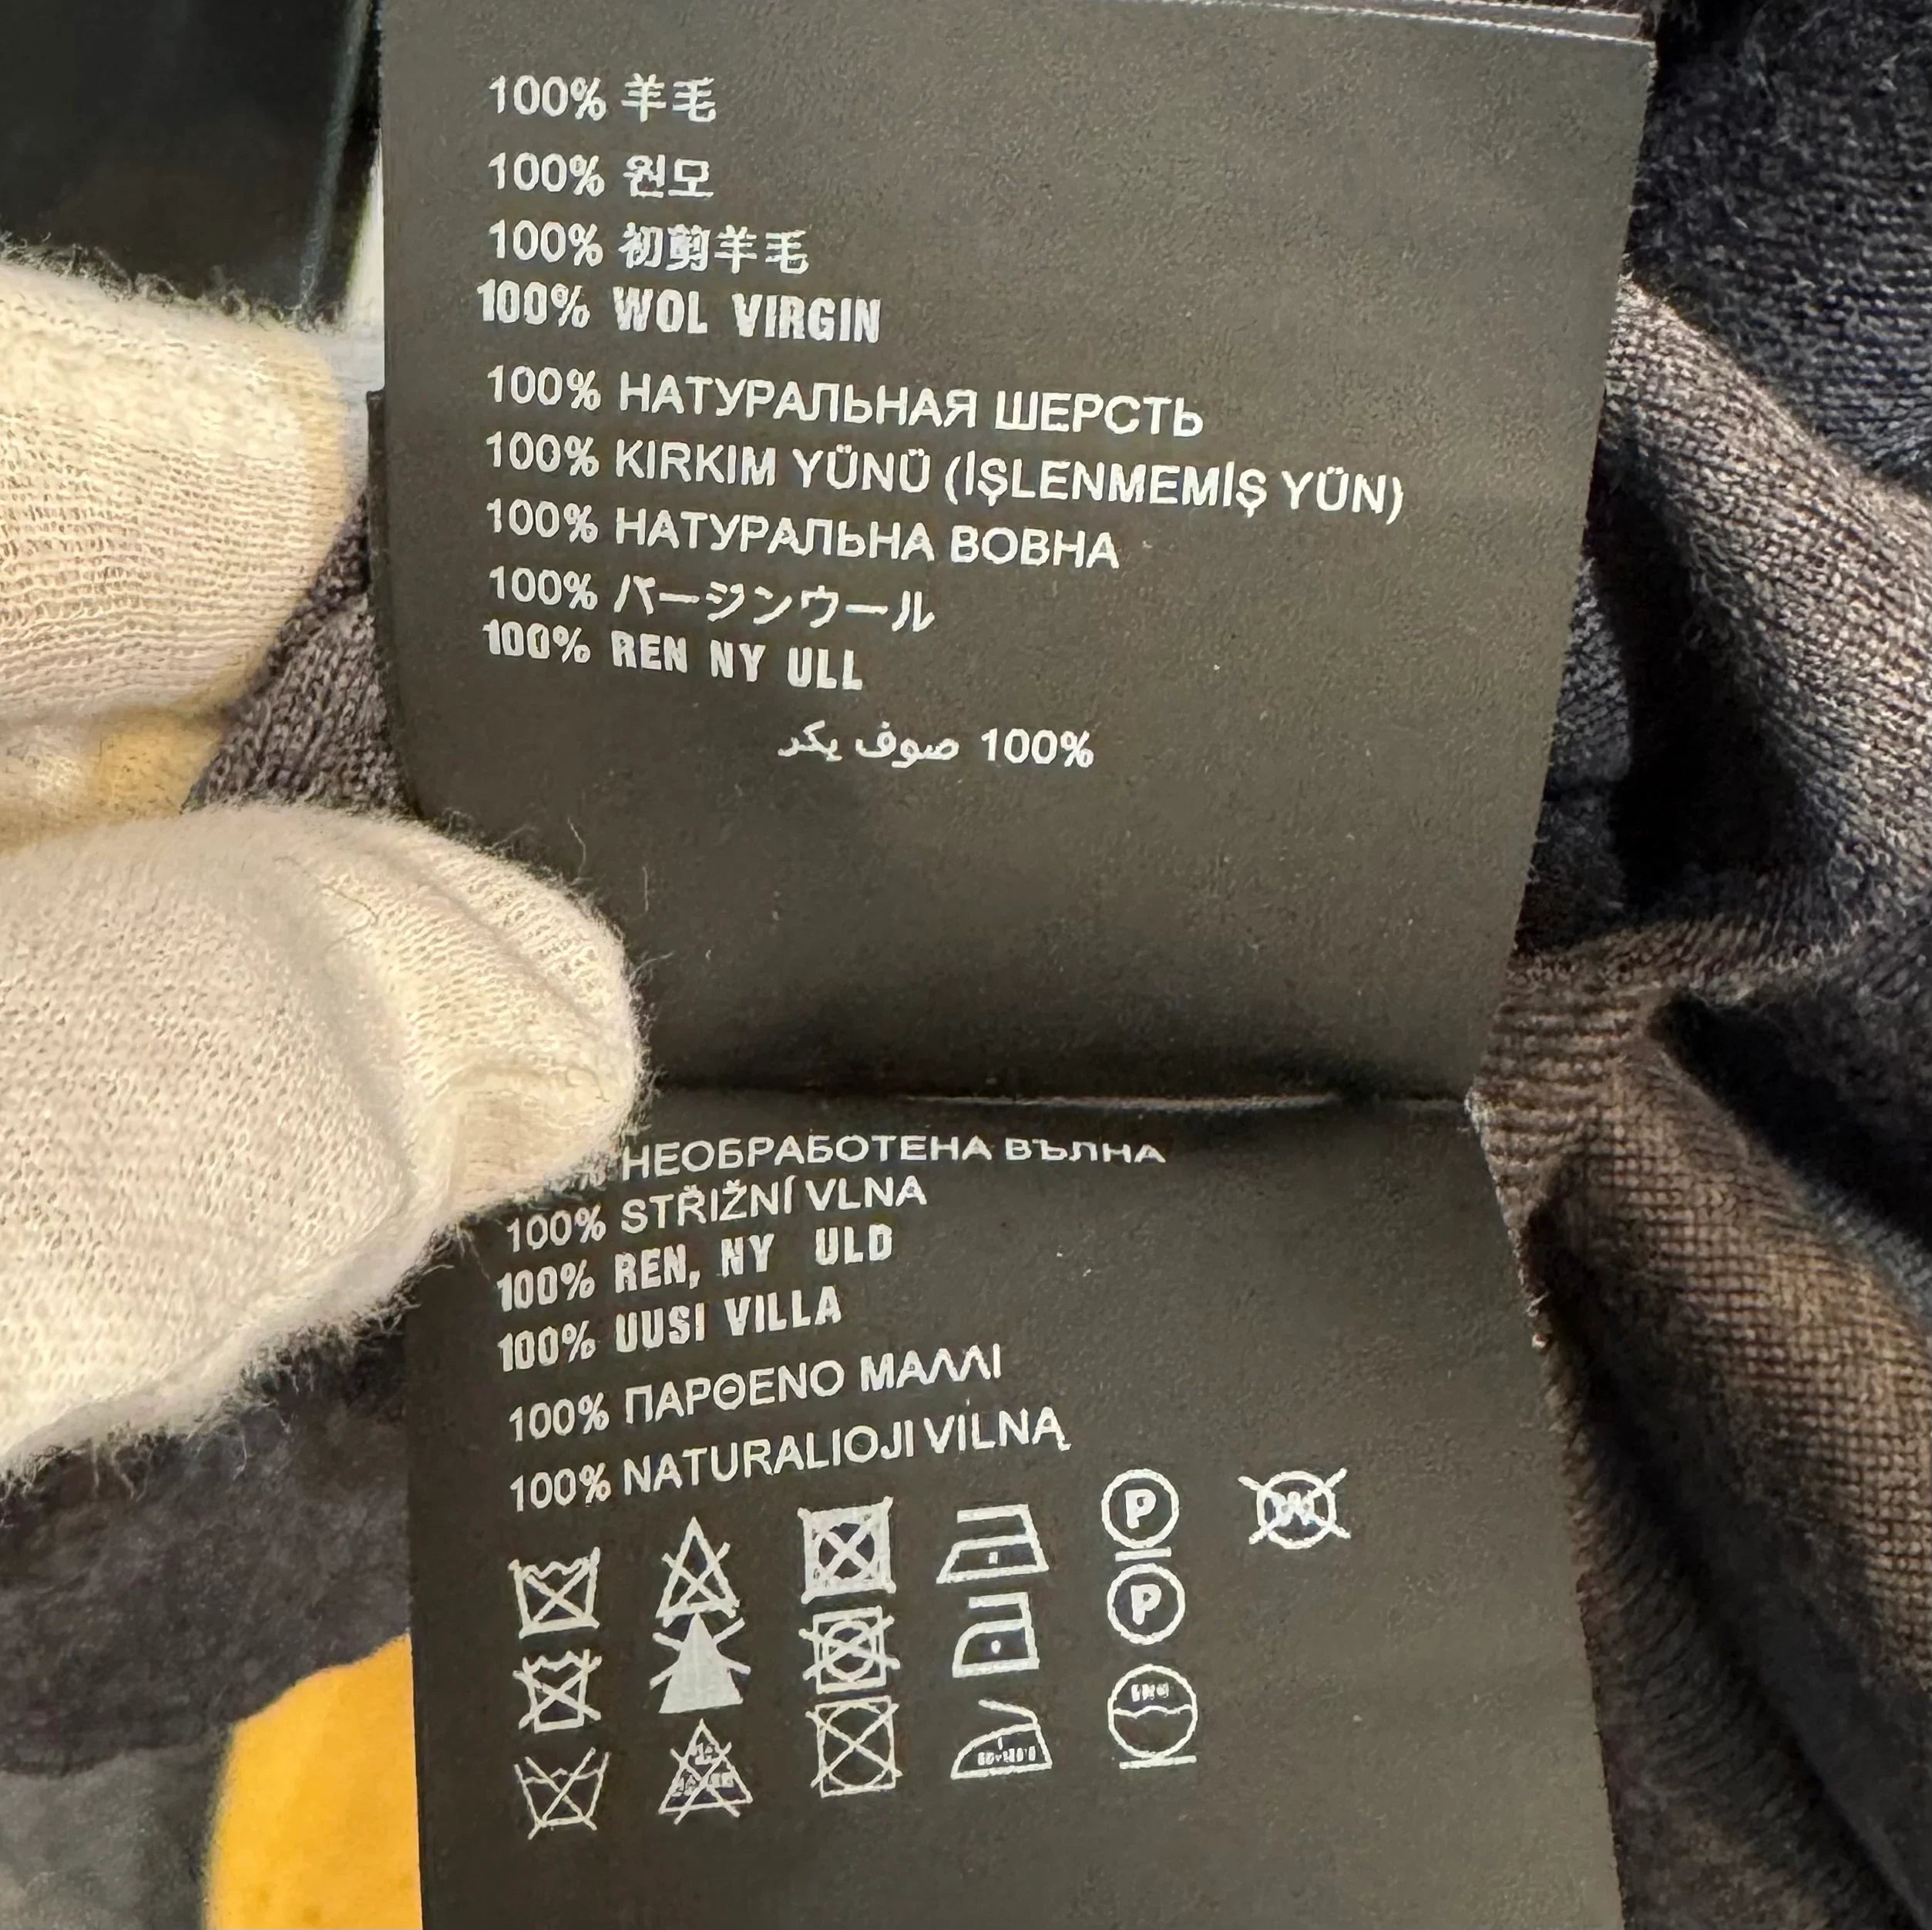 100% 羊毛
100% 원모
100% 初剪羊毛
100% WOL VIRGIN
100% НАТУРАЛЬНАЯ ШЕРСТЬ
100% KIRKIM YÜNÜ (İŞLENMEMİŞ YÜN)
100% НАТУРАЛЬНА ВОВНА
100% バージンウール
100% REN NY ULL
100% صوف يكر
НЕОБРАБОТЕНА ВЪЛНА
100% STŘIŽNÍ VLNA
100% REN, NY ULD
100% UUSI VILLA
100% ΠΑΡΘΕΝΟ ΜΑΛΛΙ
100% NATURALIOJI VILNĄ
P W
P